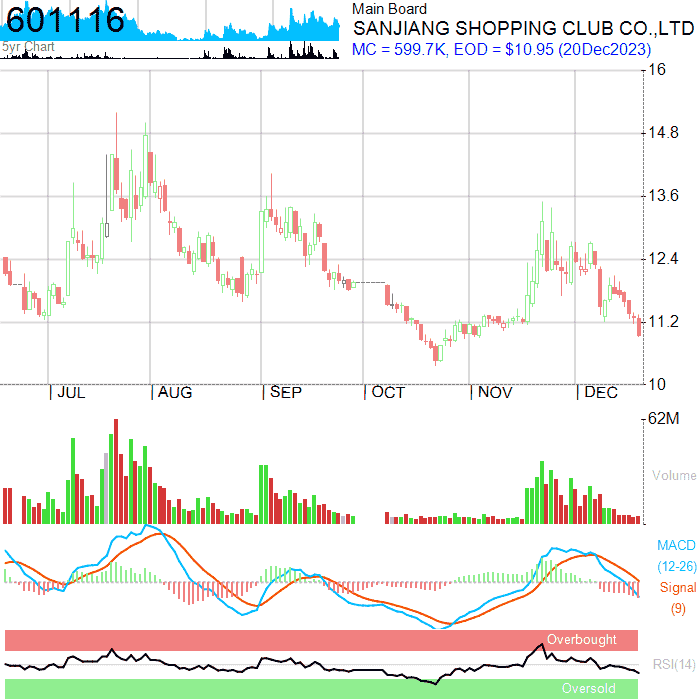 601116
5yr Chart
Main Board
SANJIANG SHOPPING CLUB CO.,LTD
MC = 599.7K, EOD = $10.95 (20Dec2023)
16
14.8
13.6
12.4
11.2
10
JUL
AUG
SEP
OCT
NOV
DEC
62M
Volume
MACD
(12-26)
Signal
(9)
Overbought
RSI(14)
Oversold